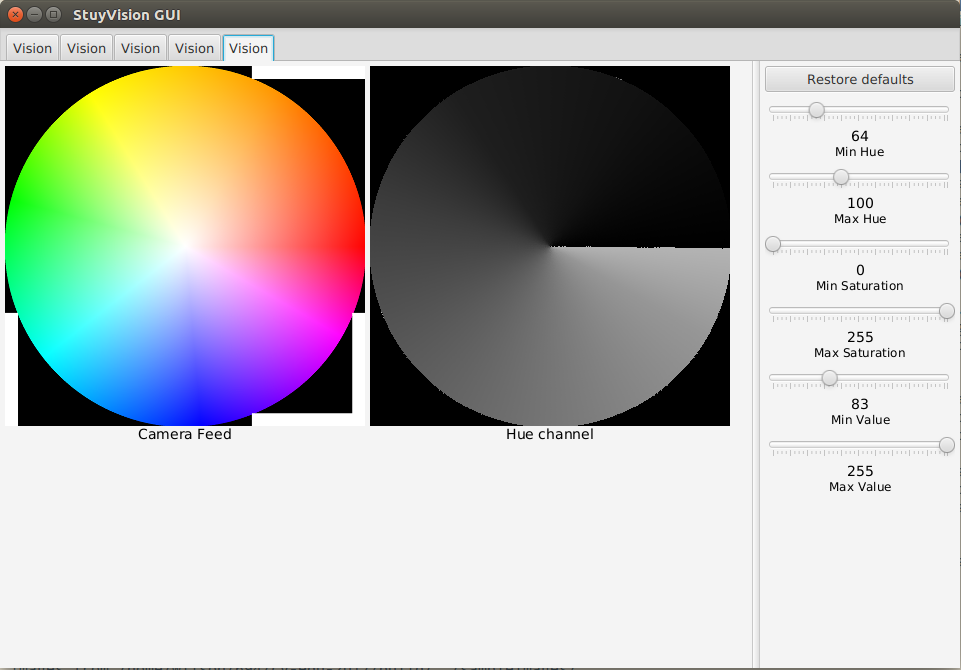 StuyVision GUI
Vision Vision Vision Vision Vision
Restore defaults
64
Min Hue
100
Max Hue
0
Min Saturation
255
Max Saturation
83
Min Value
255
Max Value
Camera Feed
Hue channel